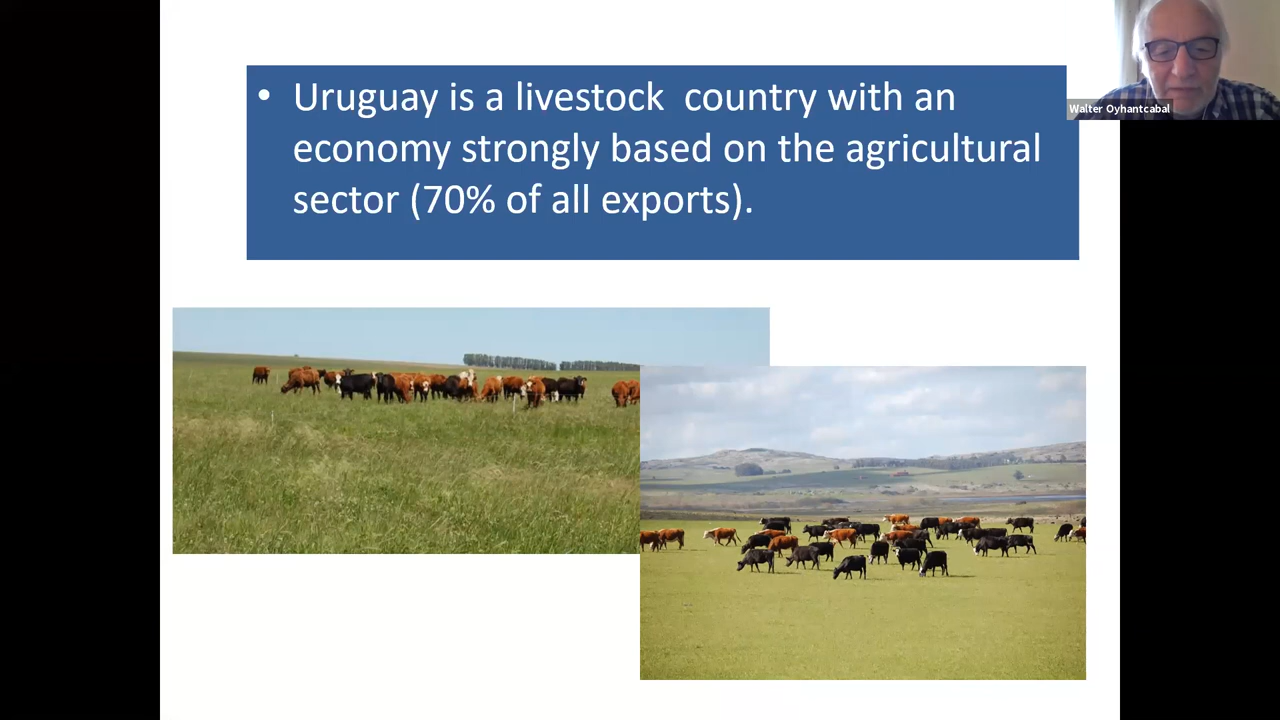 • Uruguay is a livestock  country with an
economy strongly based on the agricultural
sector (70% of all exports).
Walter Oyhantcabal